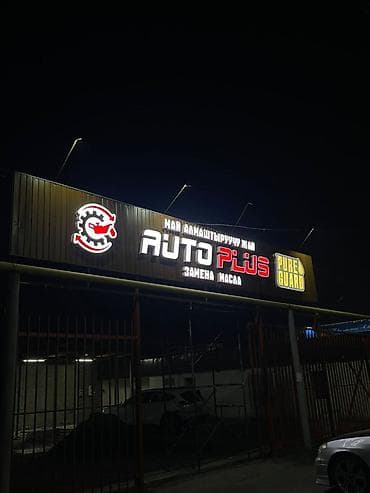 МАЙ АЛМАШТЫРУУЧУ ЖАЙ
AUTO PLUS
ЗАМЕНА МАСЛА
PURE
GUARD